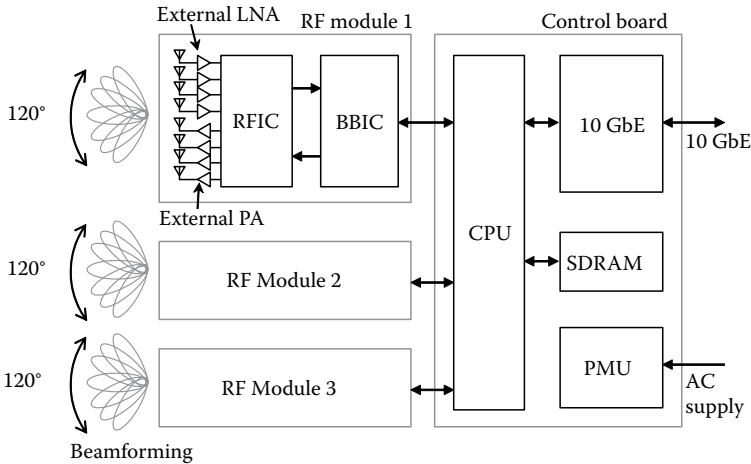 External LNA
RF module 1
Control board
120°
RFIC
BBIC
10 GbE
10 GbE
External PA
CPU
120°
RF Module 2
SDRAM
120°
RF Module 3
PMU
AC
supply
Beamforming